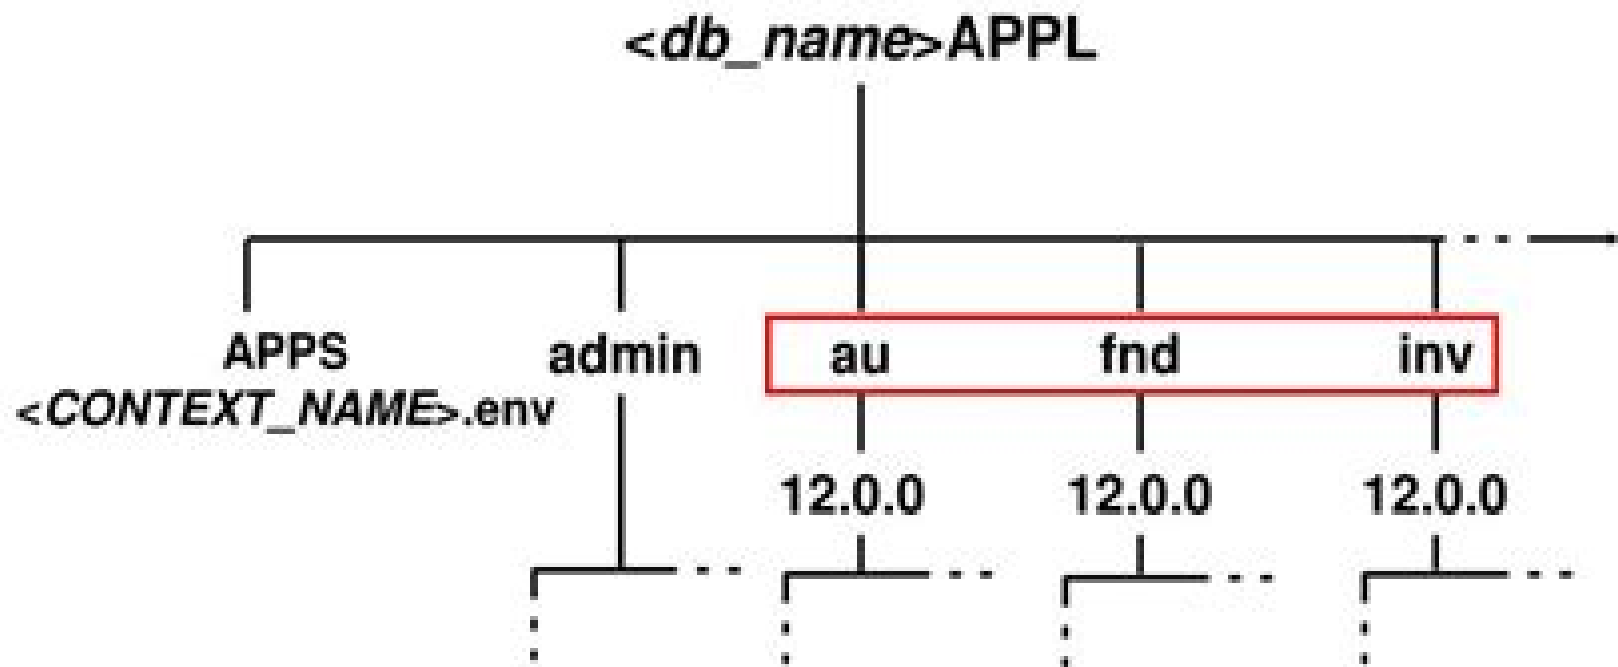 <db_name>APPL
APPS admin au fnd inv
<CONTEXT_NAME>.env
12.0.0 12.0.0 12.0.0